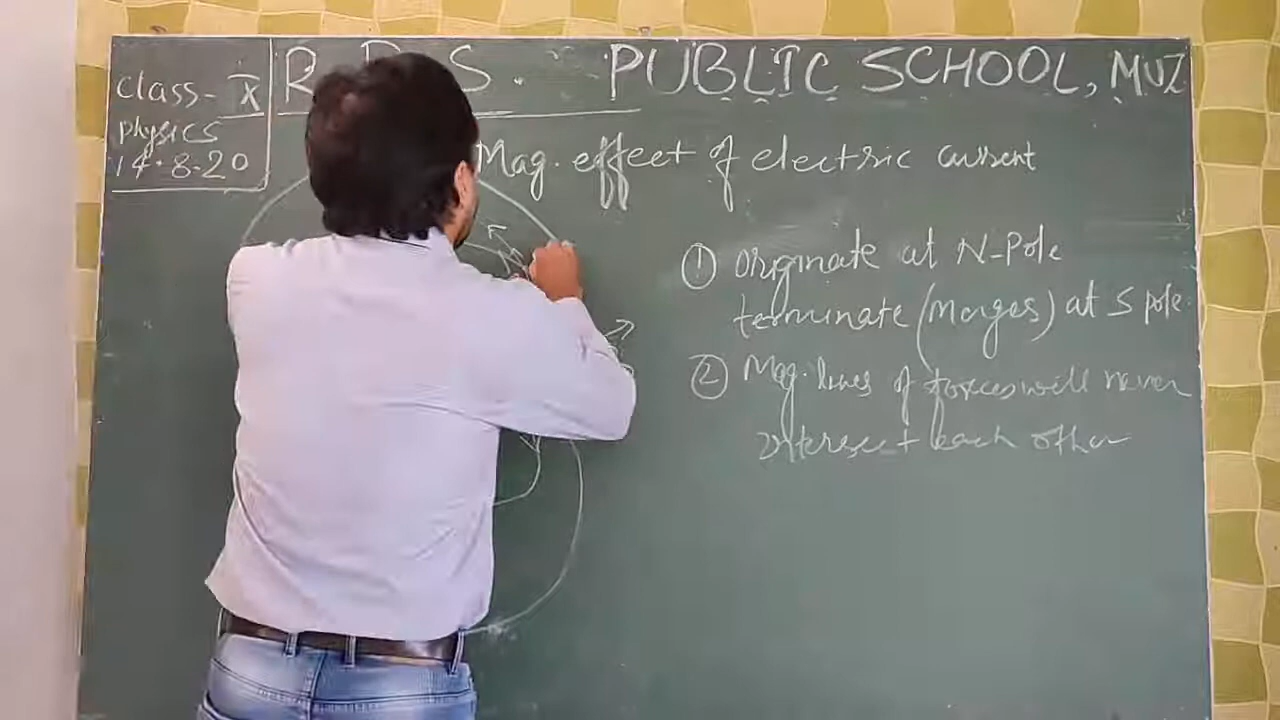 class- X
physics
14.8.20
R. D. S. PUBLIC SCHOOL, MUZ
Mag. effect of electric current
① originate at N-Pole
terminate (Merges) at S pole.
② Mag. lines of forces will never
intersect each other